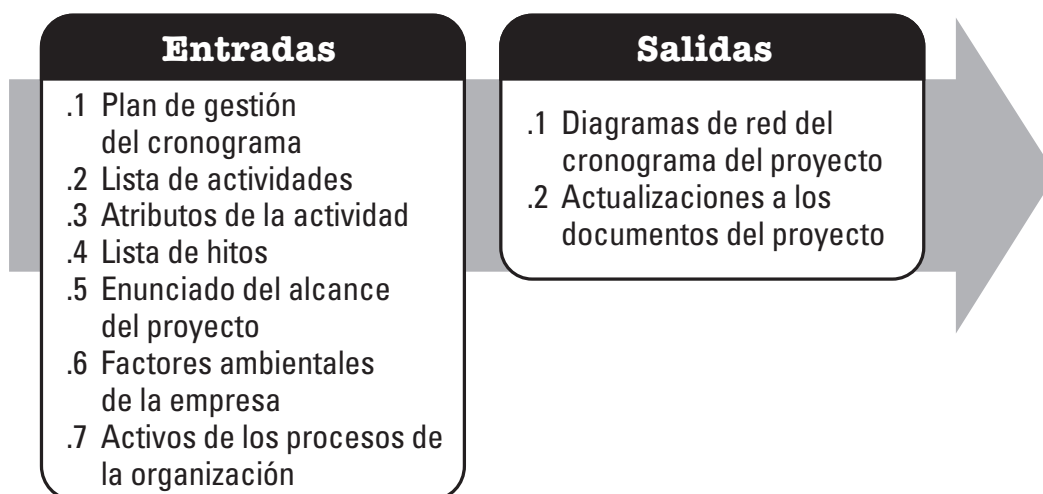 Entradas
.1 Plan de gestión
del cronograma
.2 Lista de actividades
.3 Atributos de la actividad
.4 Lista de hitos
.5 Enunciado del alcance
del proyecto
.6 Factores ambientales
de la empresa
.7 Activos de los procesos de
la organización
Salidas
.1 Diagramas de red del
cronograma del proyecto
.2 Actualizaciones a los
documentos del proyecto